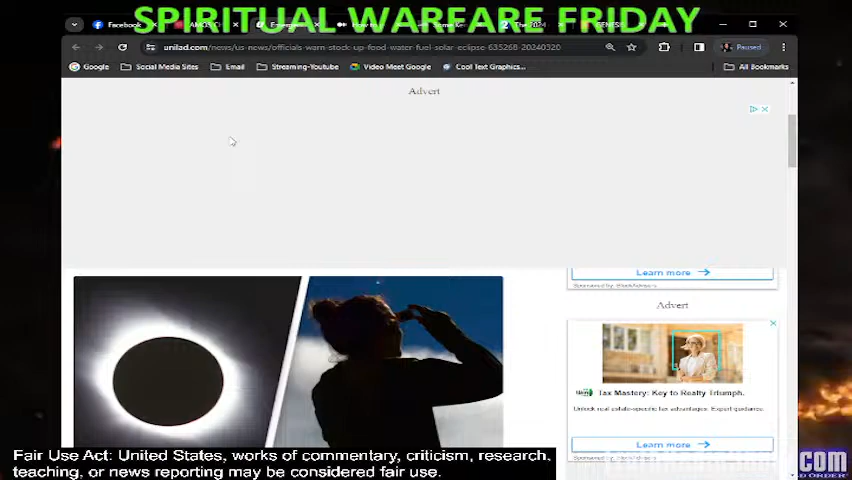 SPIRITUAL WARFARE FRIDAY
Facebook
unilad.com/news/us-news/officials-warn-stock-up-food-water-fuel-solar-eclipse-635268-20240320
Paused
Google
Social Media Sites
Email
Streaming-Youtube
Video Meet Google
Cool Text Graphics...
All Bookmarks
Advert
Learn more
Sponsored by
Advert
Tax Mastery: Key to Realty Triumph.
Unlock real estate-specific tax advantages. Expert guidance.
Learn more
Fair Use Act: United States, works of commentary, criticism, research,
teaching, or news reporting may be considered fair use.
.com